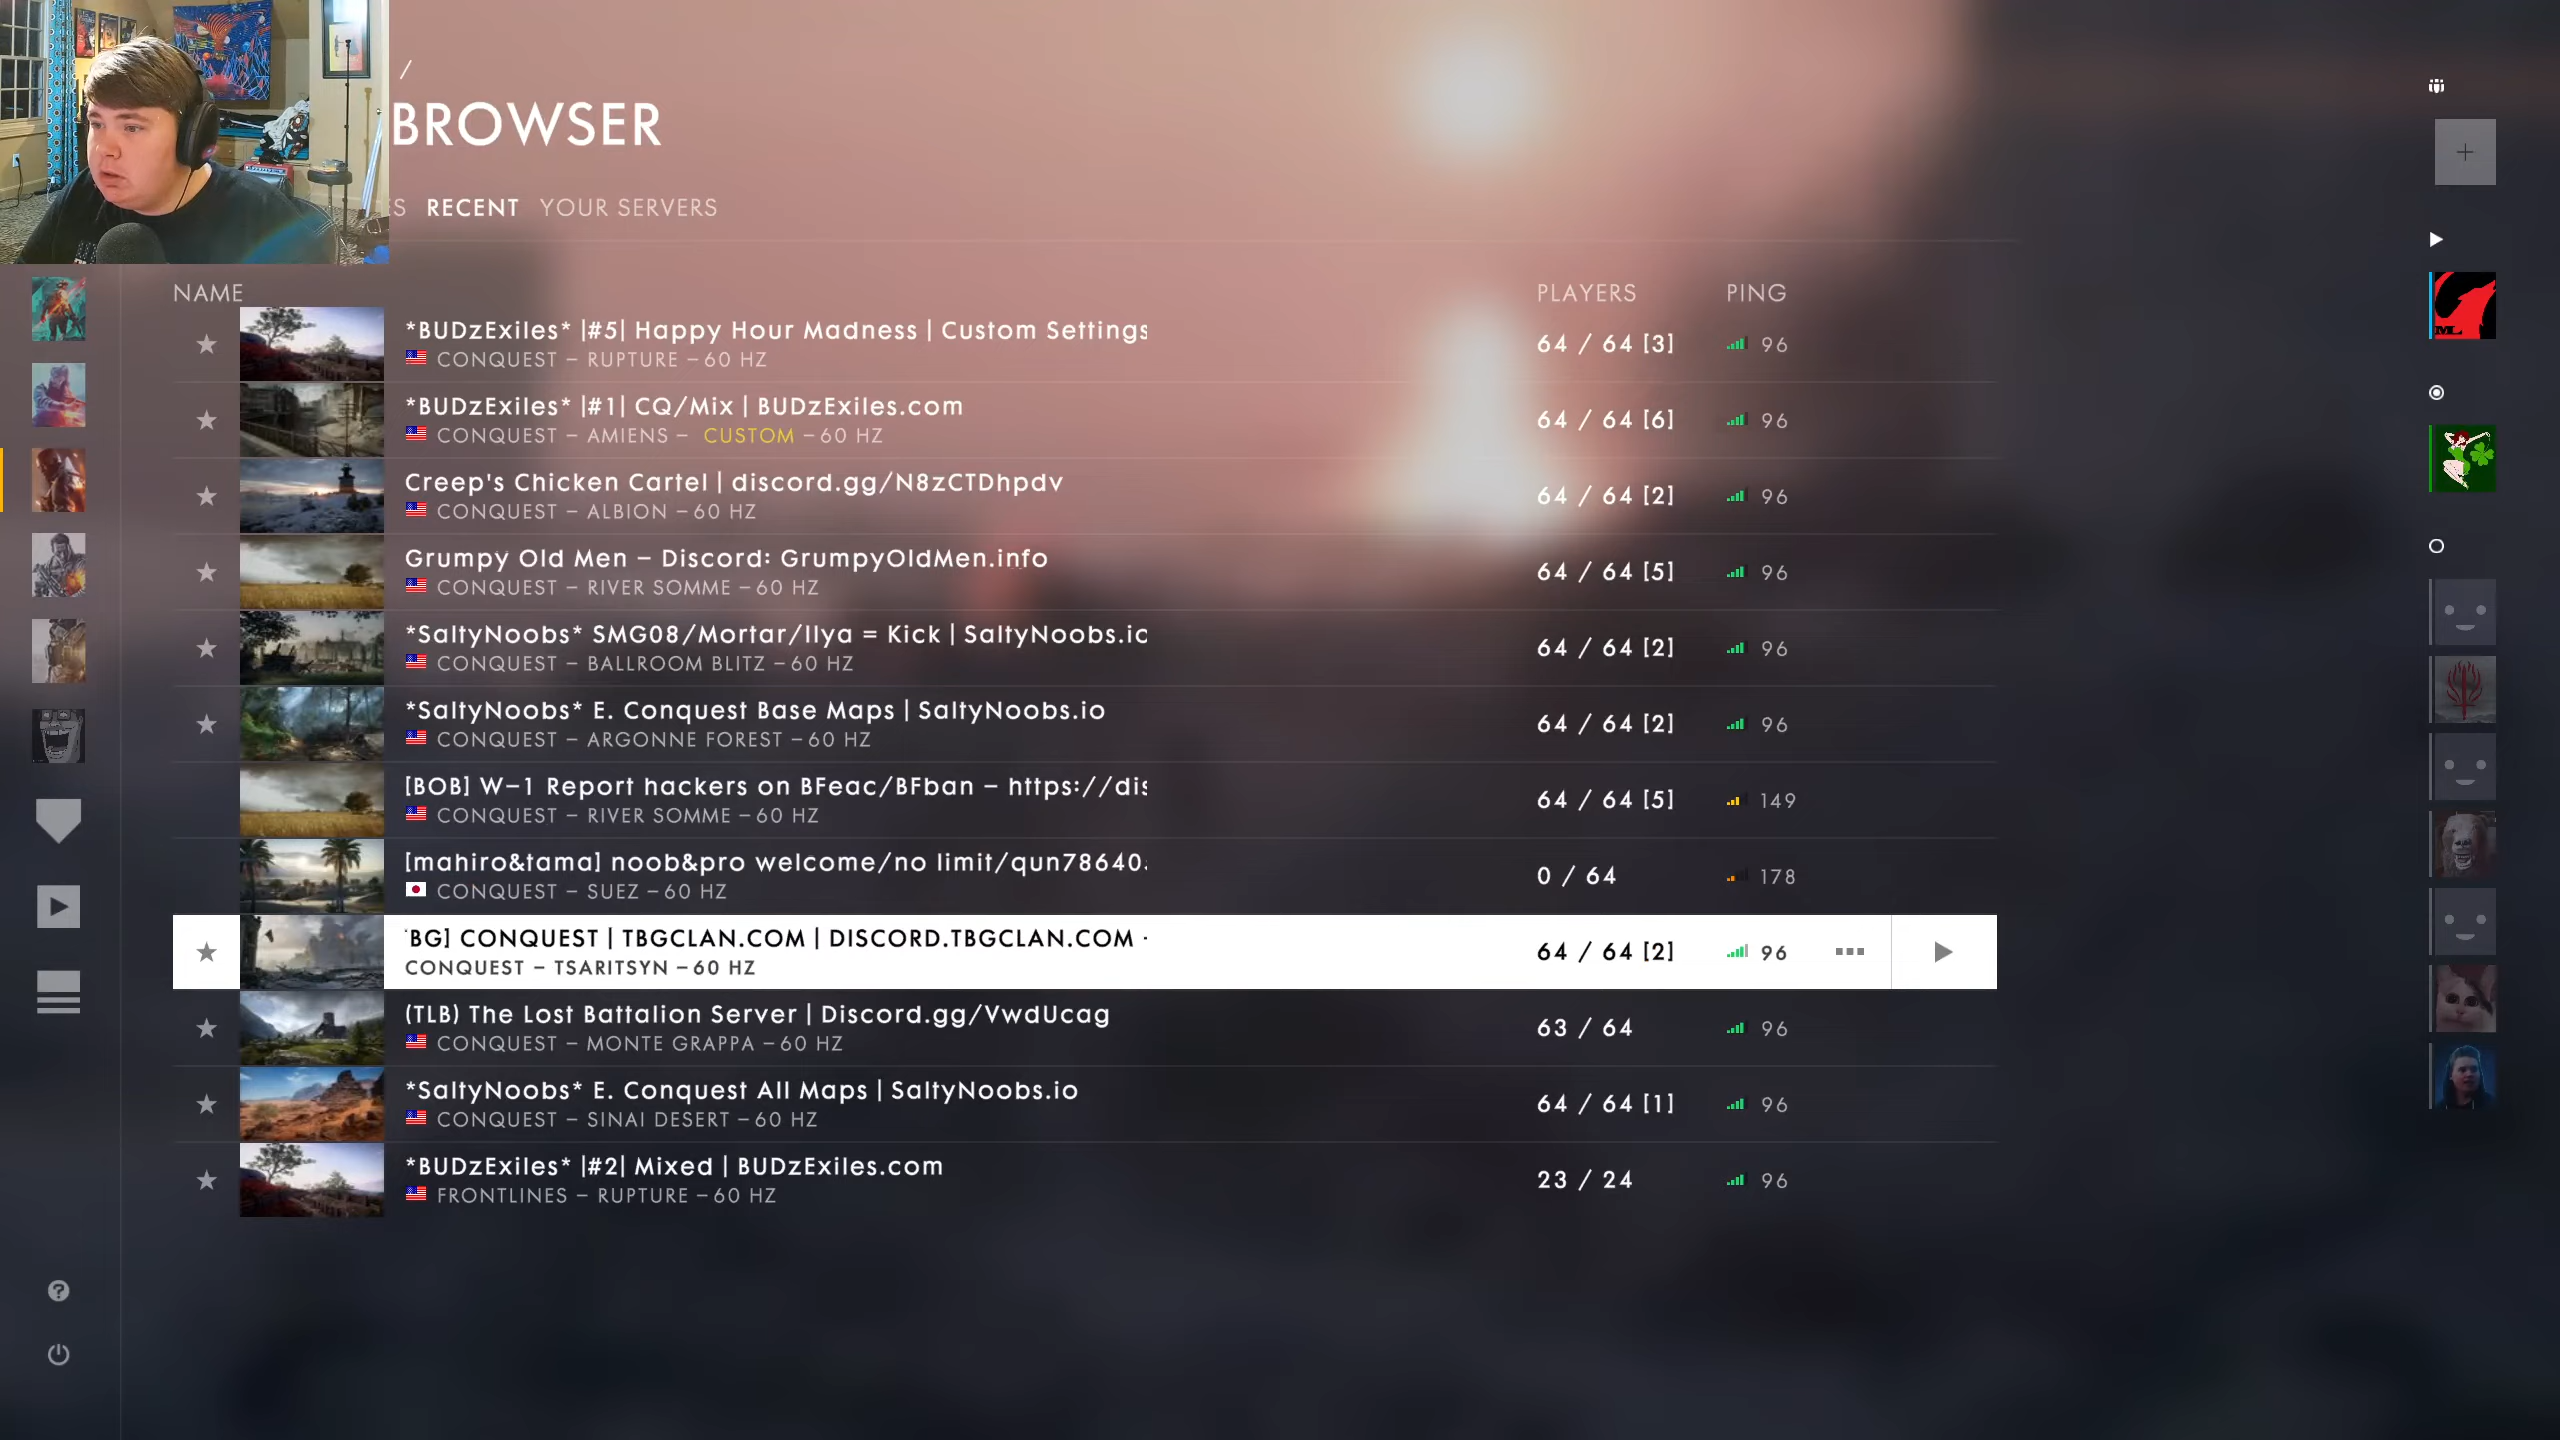 /
BROWSER
S RECENT YOUR SERVERS
NAME PLAYERS PING
*BUDzExiles* |#5| Happy Hour Madness | Custom Settings
CONQUEST – RUPTURE – 60 HZ
64 / 64 [3] 96
*BUDzExiles* |#1| CQ/Mix | BUDzExiles.com
CONQUEST – AMIENS – CUSTOM – 60 HZ
64 / 64 [6] 96
Creep's Chicken Cartel | discord.gg/N8zCTDhpdv
CONQUEST – ALBION – 60 HZ
64 / 64 [2] 96
Grumpy Old Men – Discord: GrumpyOldMen.info
CONQUEST – RIVER SOMME – 60 HZ
64 / 64 [5] 96
*SaltyNoobs* SMG08/Mortar/Ilya = Kick | SaltyNoobs.io
CONQUEST – BALLROOM BLITZ – 60 HZ
64 / 64 [2] 96
*SaltyNoobs* E. Conquest Base Maps | SaltyNoobs.io
CONQUEST – ARGONNE FOREST – 60 HZ
64 / 64 [2] 96
[BOB] W–1 Report hackers on BFeac/BFban – https://dis
CONQUEST – RIVER SOMME – 60 HZ
64 / 64 [5] 149
[mahiro&tama] noob&pro welcome/no limit/qun78640
CONQUEST – SUEZ – 60 HZ
0 / 64 178
BG] CONQUEST | TBGCLAN.COM | DISCORD.TBGCLAN.COM
CONQUEST – TSARITSYN – 60 HZ
64 / 64 [2] 96
(TLB) The Lost Battalion Server | Discord.gg/VwdUcag
CONQUEST – MONTE GRAPPA – 60 HZ
63 / 64 96
*SaltyNoobs* E. Conquest All Maps | SaltyNoobs.io
CONQUEST – SINAI DESERT – 60 HZ
64 / 64 [1] 96
*BUDzExiles* |#2| Mixed | BUDzExiles.com
FRONTLINES – RUPTURE – 60 HZ
23 / 24 96